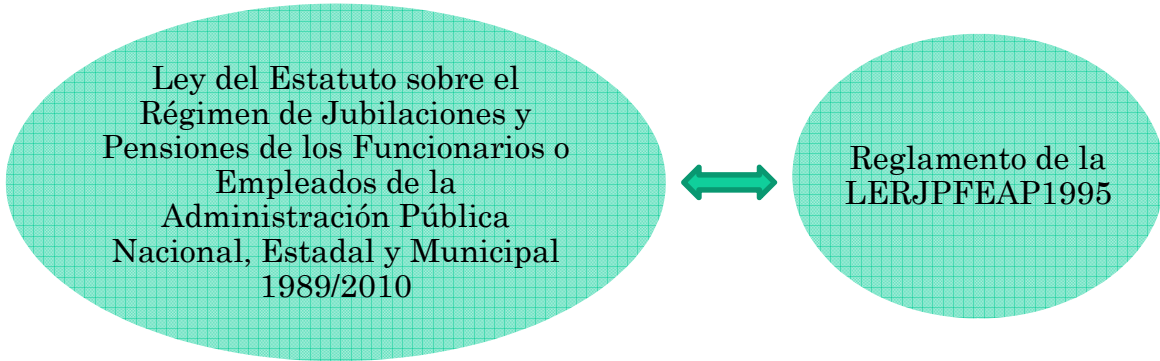 Ley del Estatuto sobre el
Régimen de Jubilaciones y
Pensiones de los Funcionarios o
Empleados de la
Administración Pública
Nacional, Estadal y Municipal
1989/2010
Reglamento de la
LERJPFEAP1995